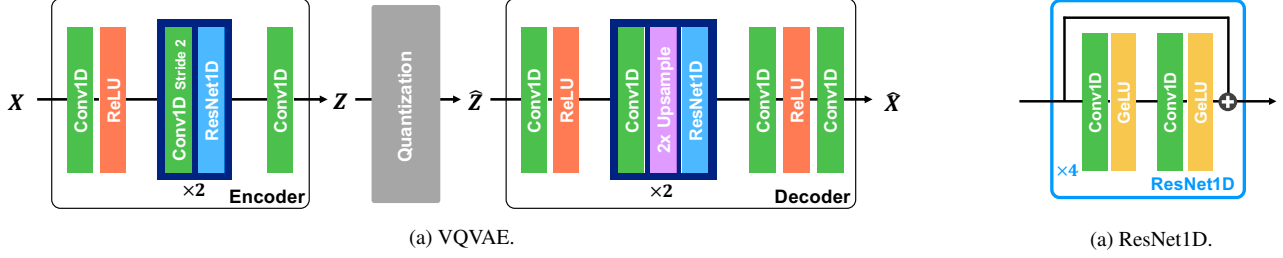 X
Conv1D
ReLU
Conv1D Stride 2
ResNet1D
×2
Conv1D
Encoder
Z
Quantization
Ẑ
Conv1D
ReLU
Conv1D
2x Upsample
ResNet1D
×2
Conv1D
ReLU
Conv1D
Decoder
X̂
(a) VQVAE.
Conv1D
GeLU
Conv1D
GeLU
×4
ResNet1D
(a) ResNet1D.